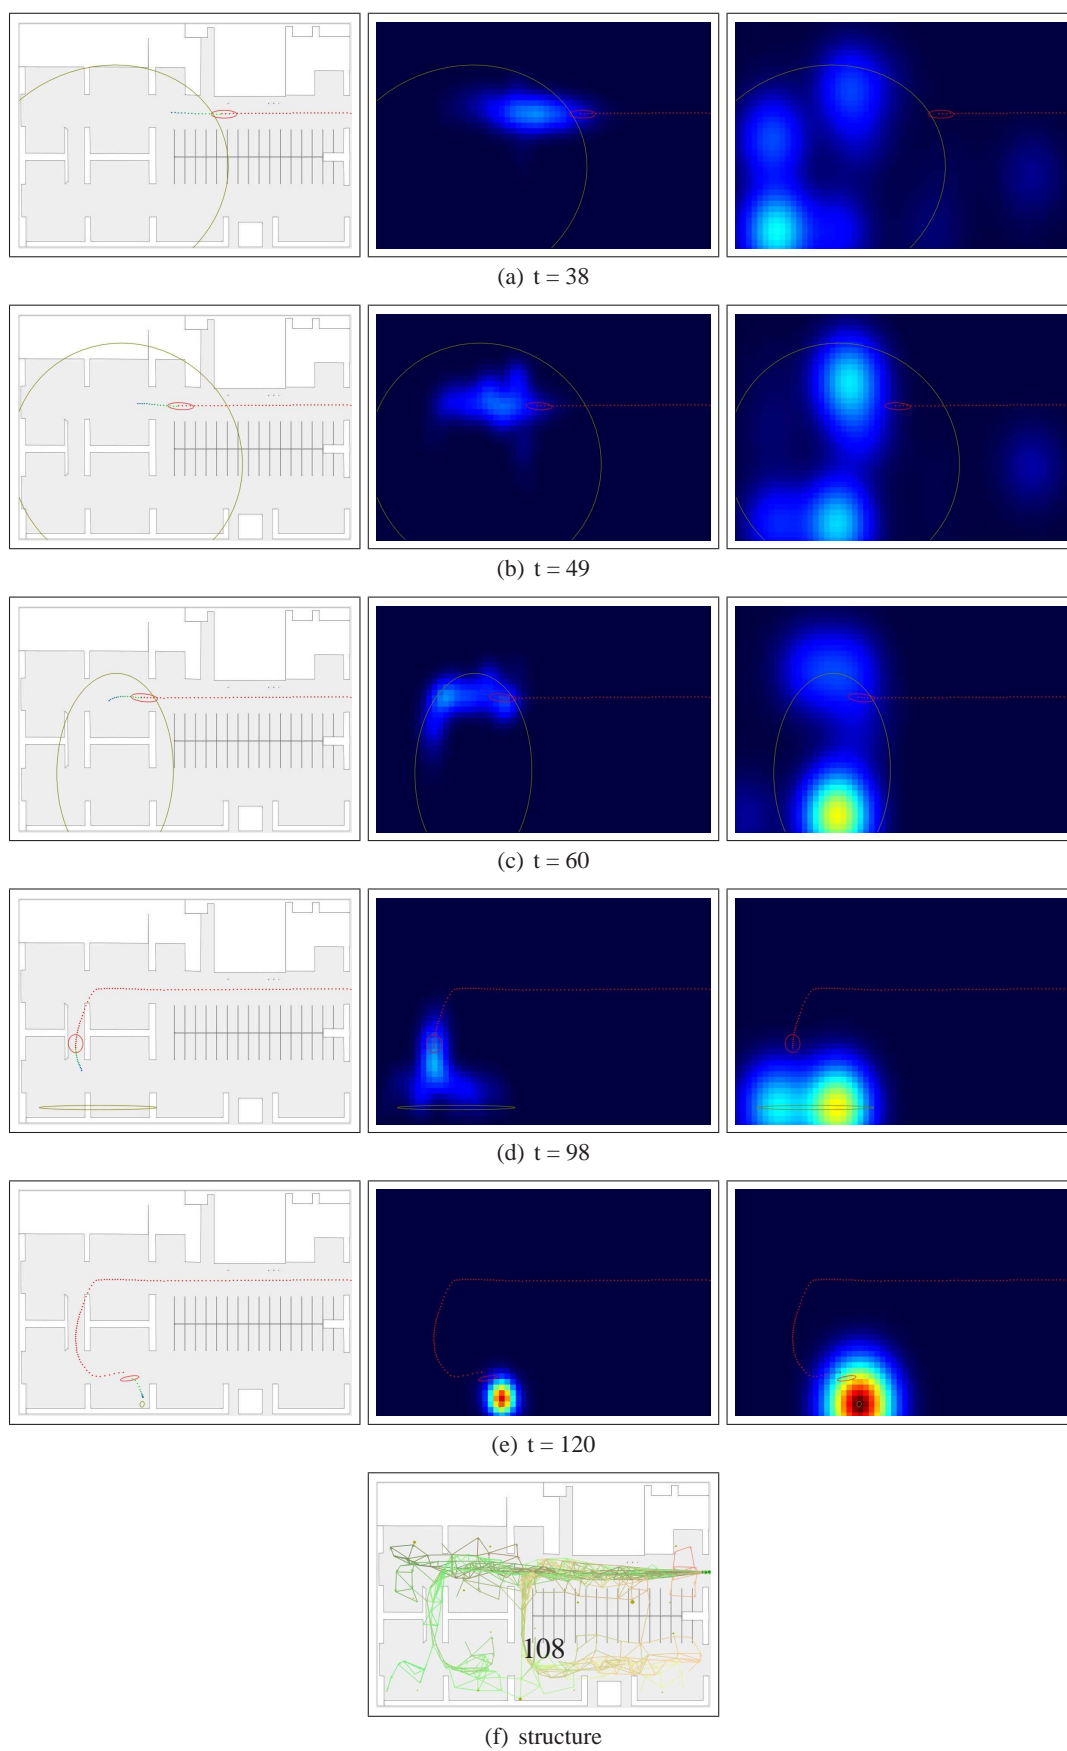 (a) t = 38
(b) t = 49
(c) t = 60
(d) t = 98
(e) t = 120
108
(f) structure